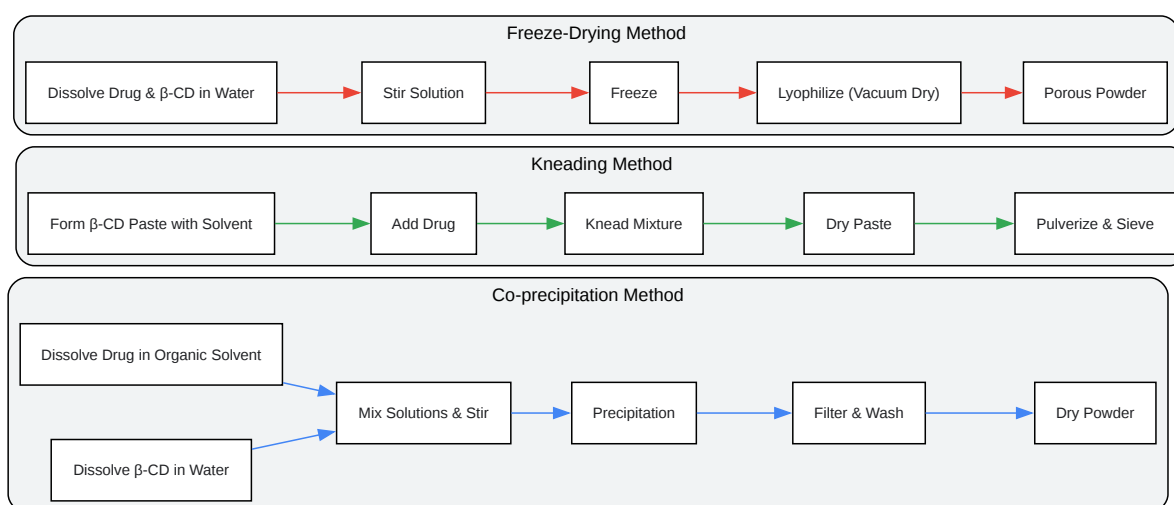 Freeze-Drying Method
Dissolve Drug & β-CD in Water
Stir Solution
Freeze
Lyophilize (Vacuum Dry)
Porous Powder
Kneading Method
Form β-CD Paste with Solvent
Add Drug
Knead Mixture
Dry Paste
Pulverize & Sieve
Co-precipitation Method
Dissolve Drug in Organic Solvent
Dissolve β-CD in Water
Mix Solutions & Stir
Precipitation
Filter & Wash
Dry Powder